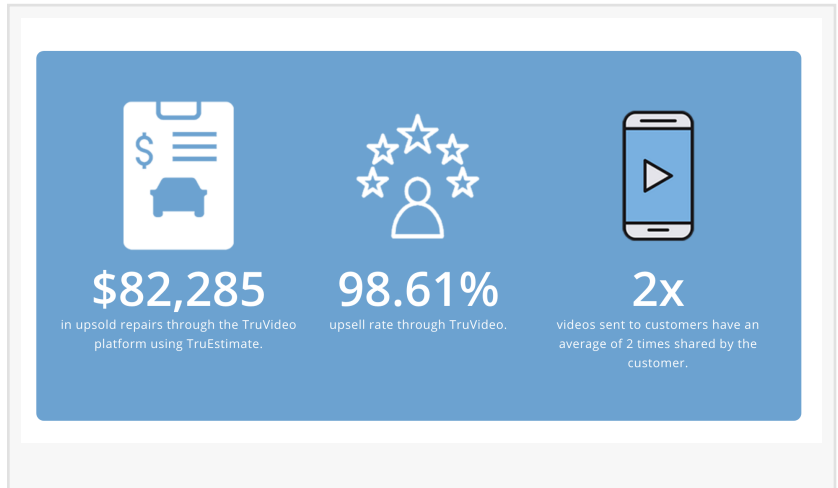 $
$82,285
in upsold repairs through the TruVideo
platform using TruEstimate.
98.61%
upsell rate through TruVideo.
2x
videos sent to customers have an
average of 2 times shared by the
customer.